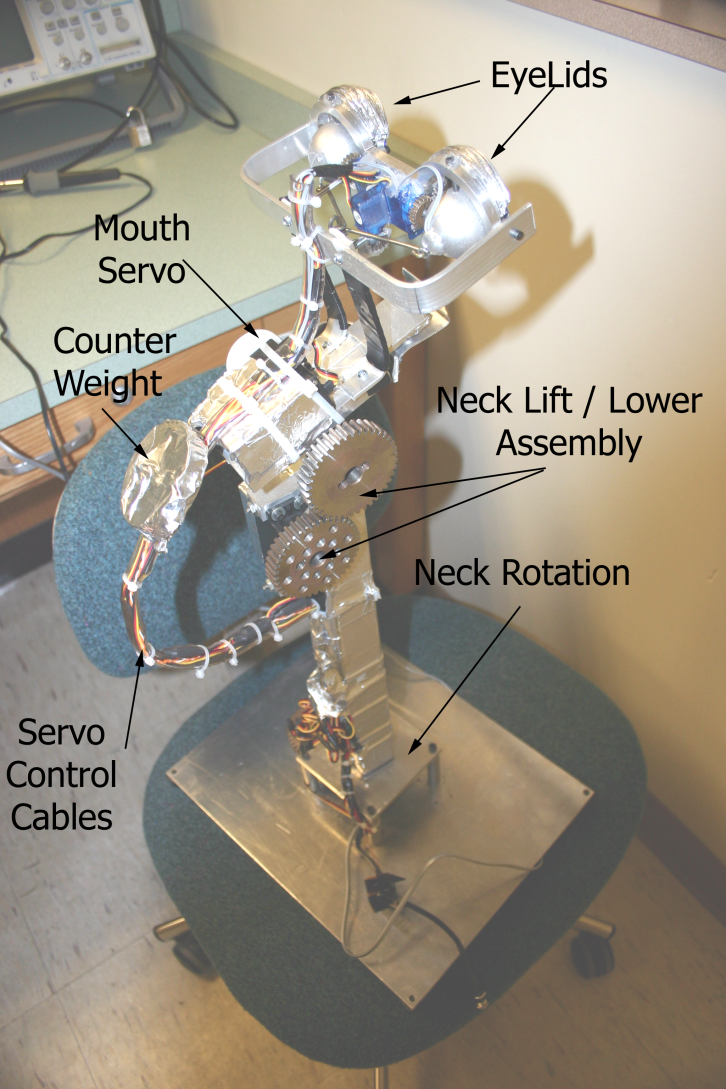 EyeLids
Mouth
Servo
Counter
Weight
Neck Lift / Lower
Assembly
Neck Rotation
Servo
Control
Cables